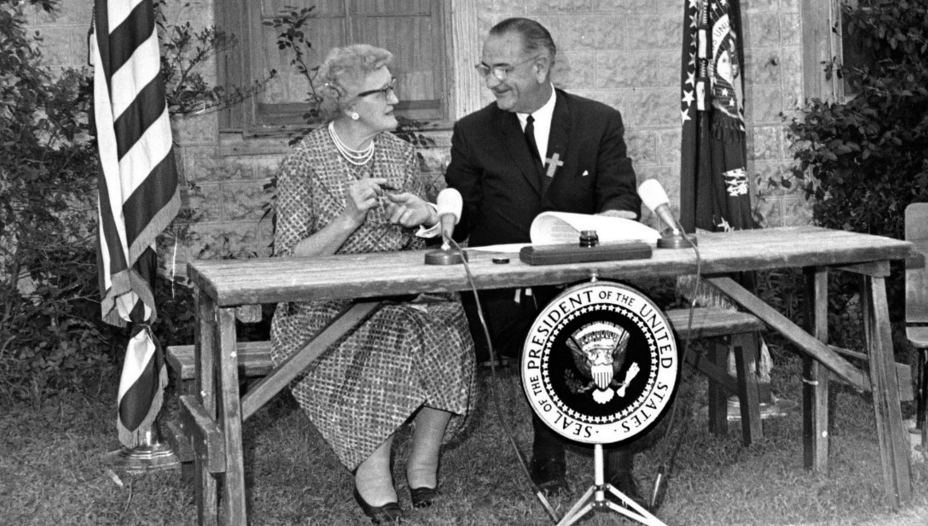 SEAL OF THE PRESIDENT OF THE UNITED STATES